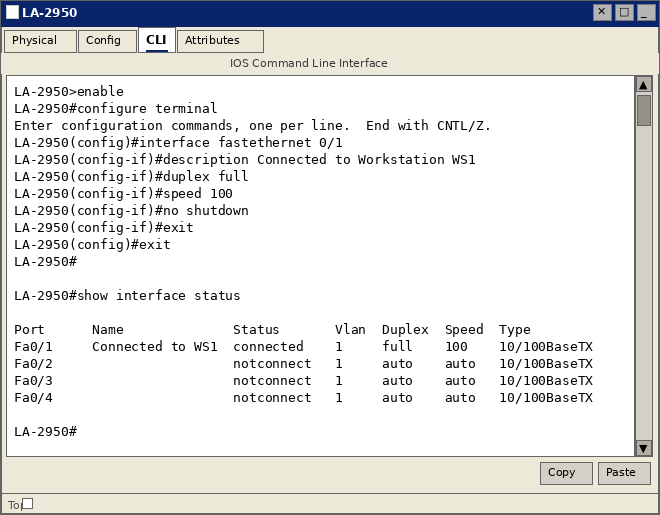 LA-2950
Physical Config CLI Attributes
IOS Command Line Interface
LA-2950>enable
LA-2950#configure terminal
Enter configuration commands, one per line.  End with CNTL/Z.
LA-2950(config)#interface fastethernet 0/1
LA-2950(config-if)#description Connected to Workstation WS1
LA-2950(config-if)#duplex full
LA-2950(config-if)#speed 100
LA-2950(config-if)#no shutdown
LA-2950(config-if)#exit
LA-2950(config)#exit
LA-2950#
LA-2950#show interface status
Port      Name              Status       Vlan  Duplex  Speed  Type
Fa0/1     Connected to WS1  connected    1     full    100    10/100BaseTX
Fa0/2                       notconnect   1     auto    auto   10/100BaseTX
Fa0/3                       notconnect   1     auto    auto   10/100BaseTX
Fa0/4                       notconnect   1     auto    auto   10/100BaseTX
LA-2950#
Copy Paste
Top